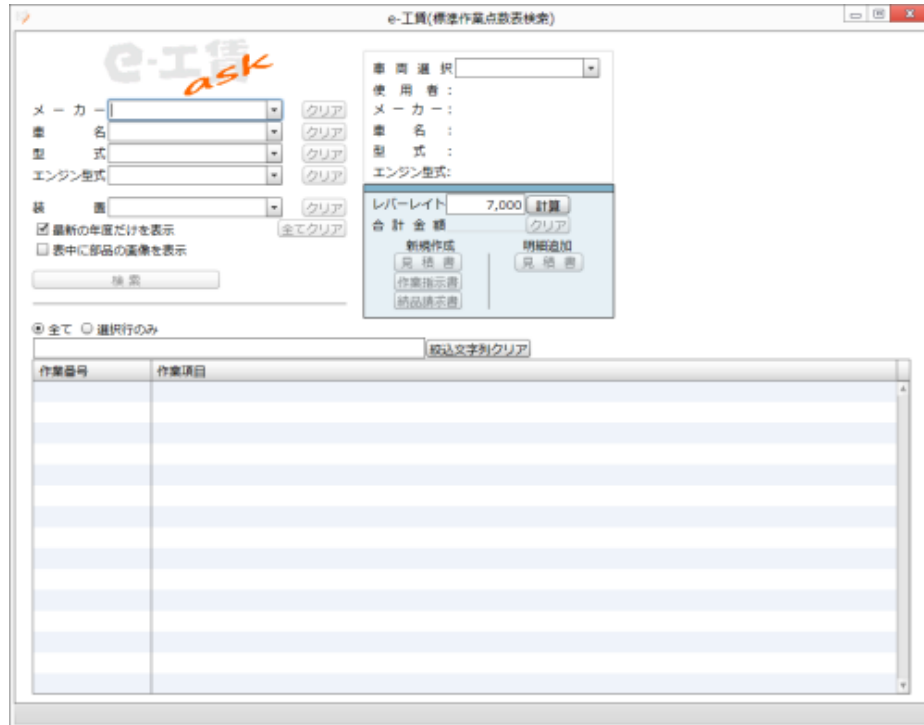 e-工賃(標準作業点数表検索)
e-工賃
ask
メーカー
クリア
車名
クリア
型式
クリア
エンジン型式
クリア
装置
クリア
最新の年度だけを表示
全てクリア
表中に部品の画像を表示
検索
車両選択
使用者:
メーカー:
車名:
型式:
エンジン型式:
レバーレイト 7,000 計算
合計金額 クリア
新規作成 明細追加
見積書 見積書
作業指示書
納品請求書
全て 選択行のみ
絞込文字列クリア
作業番号 作業項目